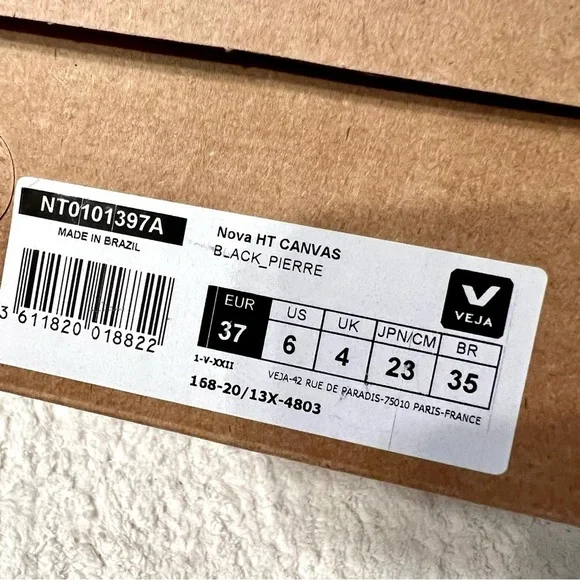 NT0101397A
MADE IN BRAZIL
3 611820 018822
Nova HT CANVAS
BLACK_PIERRE
EUR US UK JPN/CM BR
37 6 4 23 35
1-V-XXII
VEJA-42 RUE DE PARADIS-75010 PARIS-FRANCE
168-20/13X-4803
V
VEJA